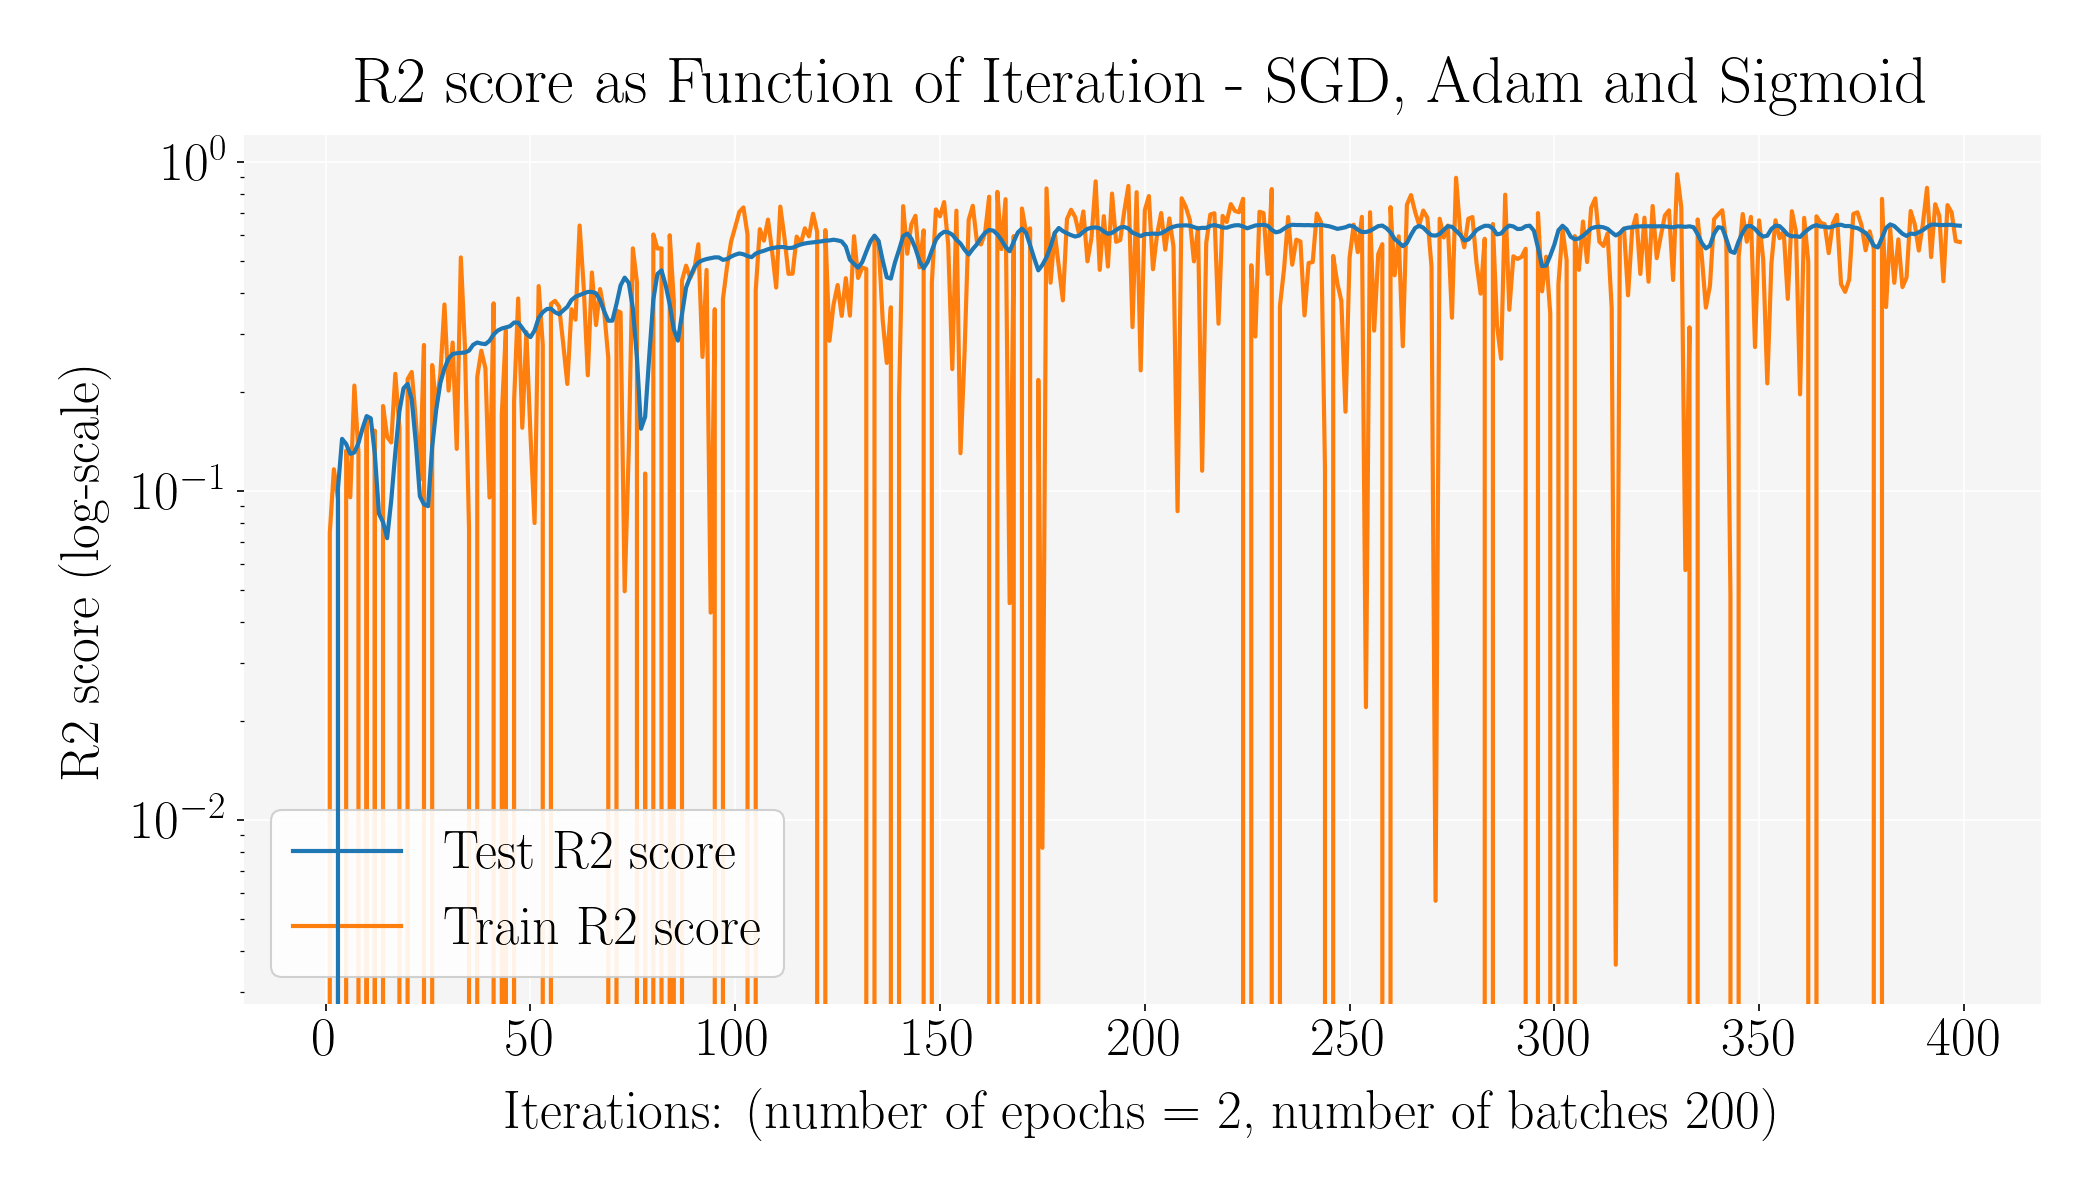 R2 score as Function of Iteration - SGD, Adam and Sigmoid
R2 score (log-scale)
10⁰
10⁻¹
10⁻²
Test R2 score
Train R2 score
0 50 100 150 200 250 300 350 400
Iterations: (number of epochs = 2, number of batches 200)